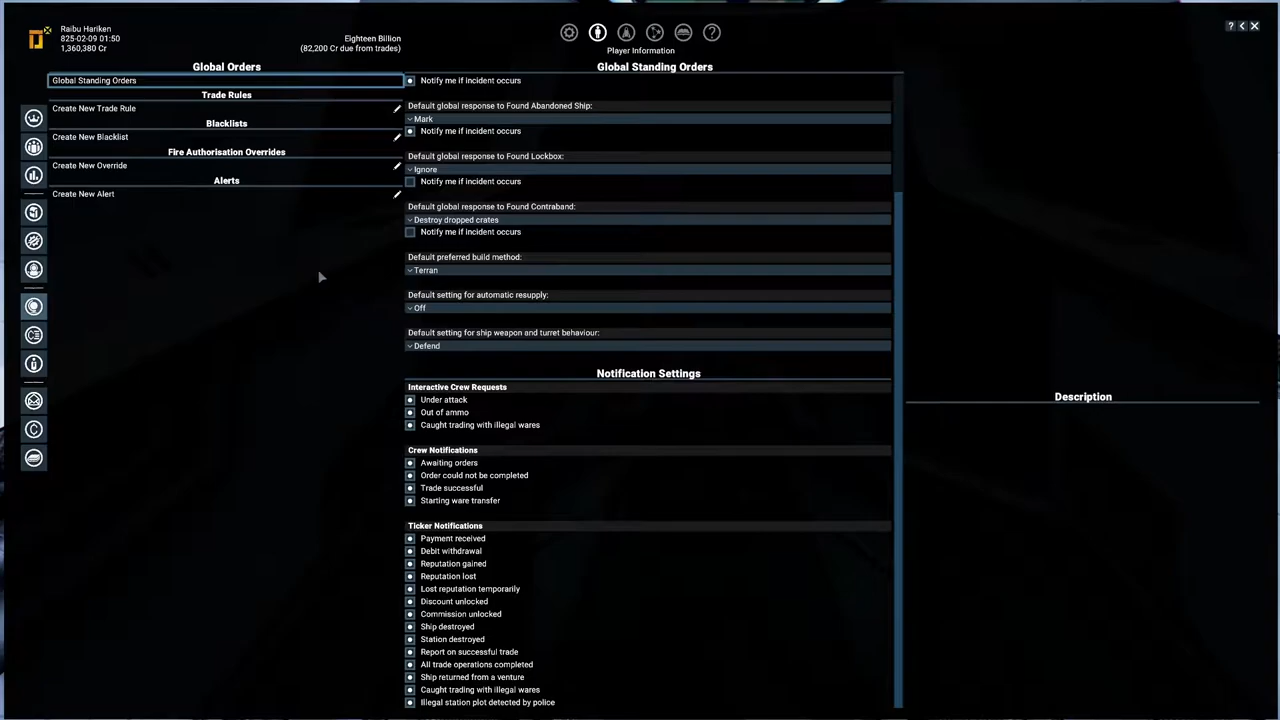 Raibu Hariken
825-02-09 01:50
1,360,380 Cr
Eighteen Billion
(82,200 Cr due from trades)
Player Information
? < X
Global Orders
Global Standing Orders
Trade Rules
Create New Trade Rule
Blacklists
Create New Blacklist
Fire Authorisation Overrides
Create New Override
Alerts
Create New Alert
Global Standing Orders
Notify me if incident occurs
Default global response to Found Abandoned Ship:
Mark
Notify me if incident occurs
Default global response to Found Lockbox:
Ignore
Notify me if incident occurs
Default global response to Found Contraband:
Destroy dropped crates
Notify me if incident occurs
Default preferred build method:
Terran
Default setting for automatic resupply:
Off
Default setting for ship weapon and turret behaviour:
Defend
Notification Settings
Interactive Crew Requests
Under attack
Out of ammo
Caught trading with illegal wares
Crew Notifications
Awaiting orders
Order could not be completed
Trade successful
Starting ware transfer
Ticker Notifications
Payment received
Debit withdrawal
Reputation gained
Reputation lost
Lost reputation temporarily
Discount unlocked
Commission unlocked
Ship destroyed
Station destroyed
Report on successful trade
All trade operations completed
Ship returned from a venture
Caught trading with illegal wares
Illegal station plot detected by police
Description